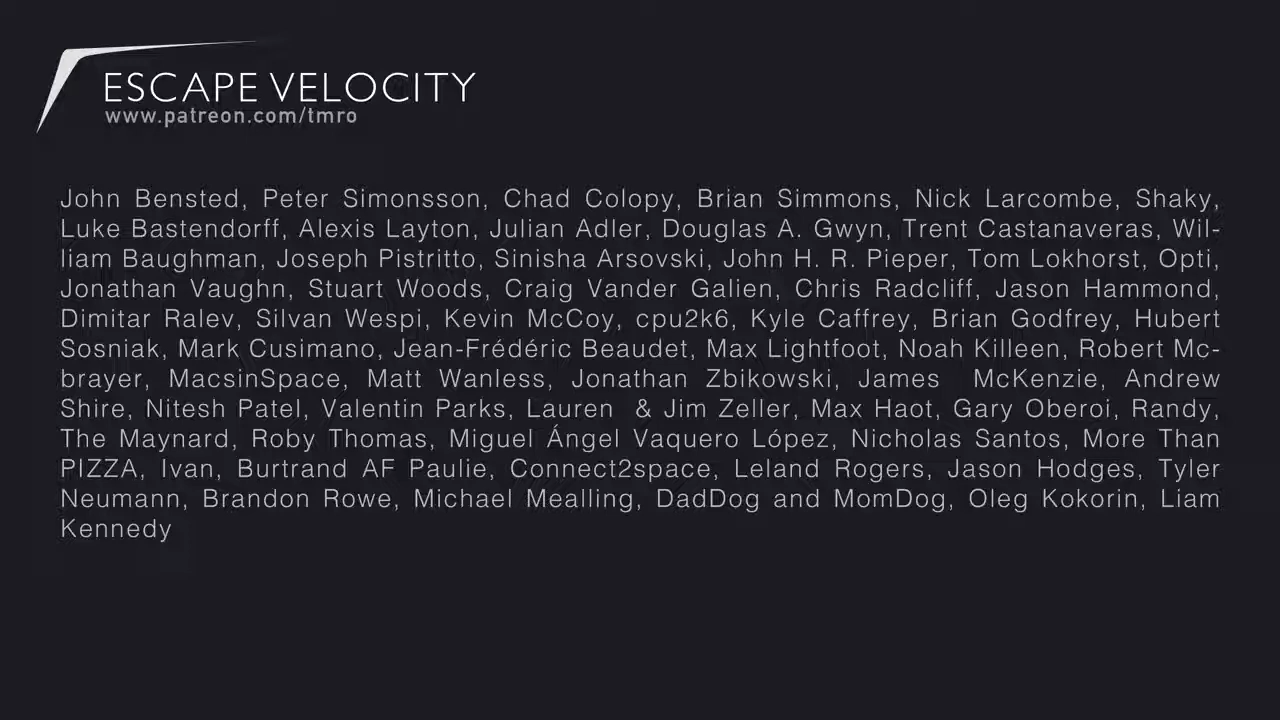 ESCAPE VELOCITY
www.patreon.com/tmro
John Bensted, Peter Simonsson, Chad Colopy, Brian Simmons, Nick Larcombe, Shaky,
Luke Bastendorff, Alexis Layton, Julian Adler, Douglas A. Gwyn, Trent Castanaveras, Wil-
liam Baughman, Joseph Pistritto, Sinisha Arsovski, John H. R. Pieper, Tom Lokhorst, Opti,
Jonathan Vaughn, Stuart Woods, Craig Vander Galien, Chris Radcliff, Jason Hammond,
Dimitar Ralev, Silvan Wespi, Kevin McCoy, cpu2k6, Kyle Caffrey, Brian Godfrey, Hubert
Sosniak, Mark Cusimano, Jean-Frédéric Beaudet, Max Lightfoot, Noah Killeen, Robert Mc-
brayer, MacsinSpace, Matt Wanless, Jonathan Zbikowski, James McKenzie, Andrew
Shire, Nitesh Patel, Valentin Parks, Lauren & Jim Zeller, Max Haot, Gary Oberoi, Randy,
The Maynard, Roby Thomas, Miguel Ángel Vaquero López, Nicholas Santos, More Than
PIZZA, Ivan, Burtrand AF Paulie, Connect2space, Leland Rogers, Jason Hodges, Tyler
Neumann, Brandon Rowe, Michael Mealling, DadDog and MomDog, Oleg Kokorin, Liam
Kennedy